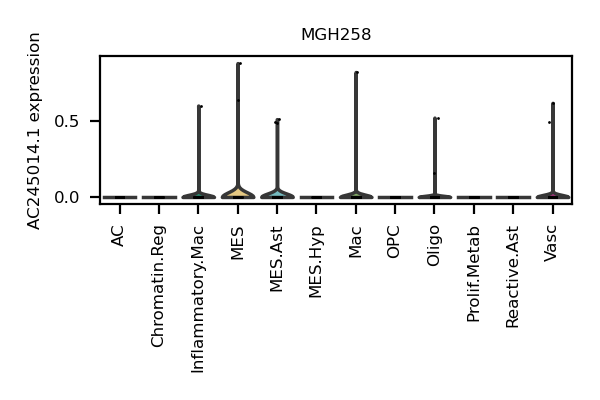 MGH258
AC245014.1 expression
0.5
0.0
AC
Chromatin.Reg
Inflammatory.Mac
MES
MES.Ast
MES.Hyp
Mac
OPC
Oligo
Prolif.Metab
Reactive.Ast
Vasc